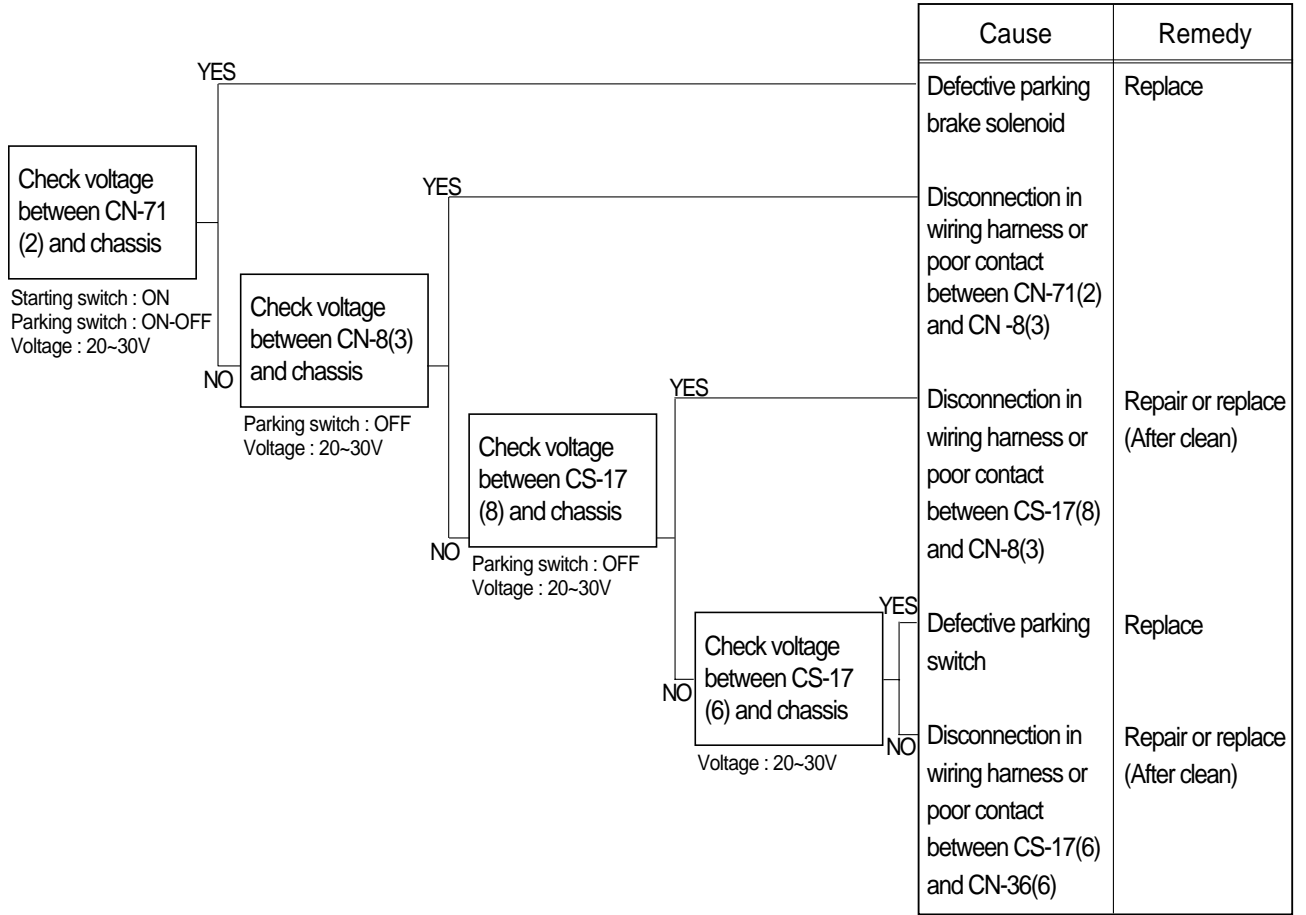 Cause
Remedy
YES
Defective parking
brake solenoid
Replace
Check voltage
between CN-71
(2) and chassis
Starting switch : ON
Parking switch : ON-OFF
Voltage : 20~30V
YES
Disconnection in
wiring harness or
poor contact
between CN-71(2)
and CN -8(3)
NO
Check voltage
between CN-8(3)
and chassis
Parking switch : OFF
Voltage : 20~30V
YES
Disconnection in
wiring harness or
poor contact
between CS-17(8)
and CN-8(3)
Repair or replace
(After clean)
NO
Check voltage
between CS-17
(8) and chassis
Parking switch : OFF
Voltage : 20~30V
YES
Defective parking
switch
Replace
NO
Check voltage
between CS-17
(6) and chassis
Voltage : 20~30V
NO
Disconnection in
wiring harness or
poor contact
between CS-17(6)
and CN-36(6)
Repair or replace
(After clean)